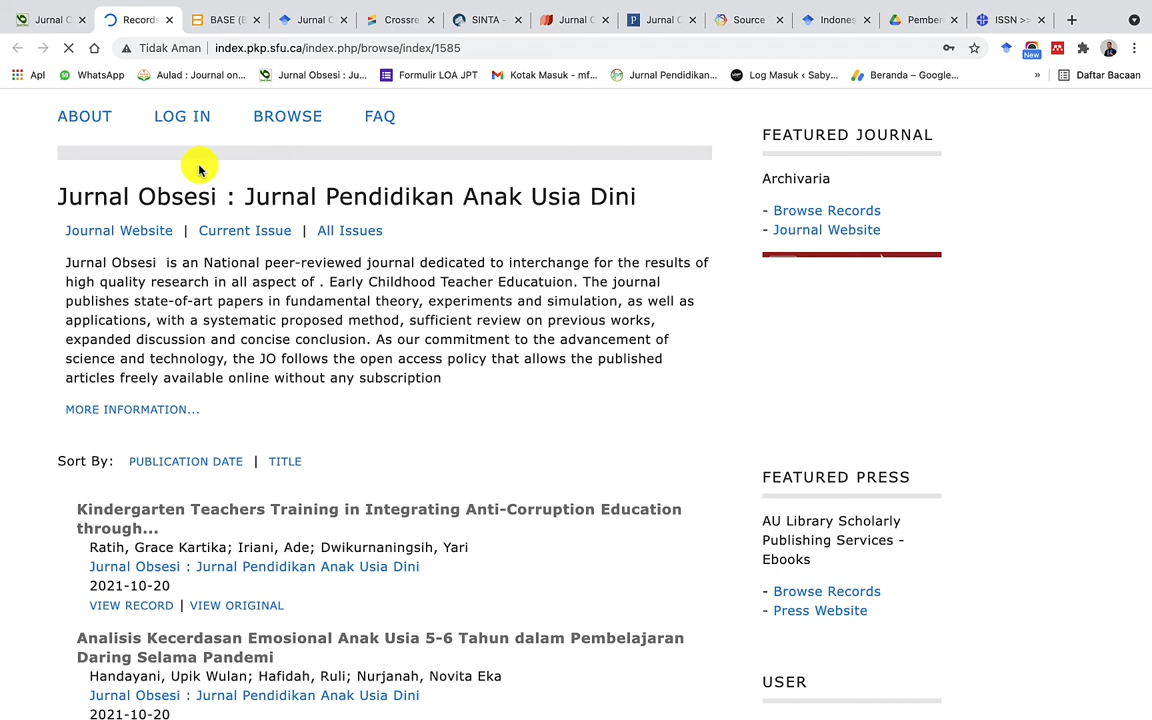 Jurnal O
Records
BASE (B
Jurnal C
Crossre
SINTA -
Jurnal C
Jurnal C
Source
Indones
Pember
ISSN >>
Tidak Aman
index.pkp.sfu.ca/index.php/browse/index/1585
New
Apl
WhatsApp
Aulad : Journal on...
Jurnal Obsesi : Ju...
Formulir LOA JPT
Kotak Masuk - mf...
Jurnal Pendidikan...
Log Masuk ‹ Saby...
Beranda – Google...
»
Daftar Bacaan
ABOUT
LOG IN
BROWSE
FAQ
Jurnal Obsesi : Jurnal Pendidikan Anak Usia Dini
Journal Website | Current Issue | All Issues
Jurnal Obsesi is an National peer-reviewed journal dedicated to interchange for the results of
high quality research in all aspect of . Early Childhood Teacher Educatuion. The journal
publishes state-of-art papers in fundamental theory, experiments and simulation, as well as
applications, with a systematic proposed method, sufficient review on previous works,
expanded discussion and concise conclusion. As our commitment to the advancement of
science and technology, the JO follows the open access policy that allows the published
articles freely available online without any subscription
MORE INFORMATION...
Sort By: PUBLICATION DATE | TITLE
Kindergarten Teachers Training in Integrating Anti-Corruption Education
through...
Ratih, Grace Kartika; Iriani, Ade; Dwikurnaningsih, Yari
Jurnal Obsesi : Jurnal Pendidikan Anak Usia Dini
2021-10-20
VIEW RECORD | VIEW ORIGINAL
Analisis Kecerdasan Emosional Anak Usia 5-6 Tahun dalam Pembelajaran
Daring Selama Pandemi
Handayani, Upik Wulan; Hafidah, Ruli; Nurjanah, Novita Eka
Jurnal Obsesi : Jurnal Pendidikan Anak Usia Dini
2021-10-20
FEATURED JOURNAL
Archivaria
- Browse Records
- Journal Website
FEATURED PRESS
AU Library Scholarly
Publishing Services -
Ebooks
- Browse Records
- Press Website
USER